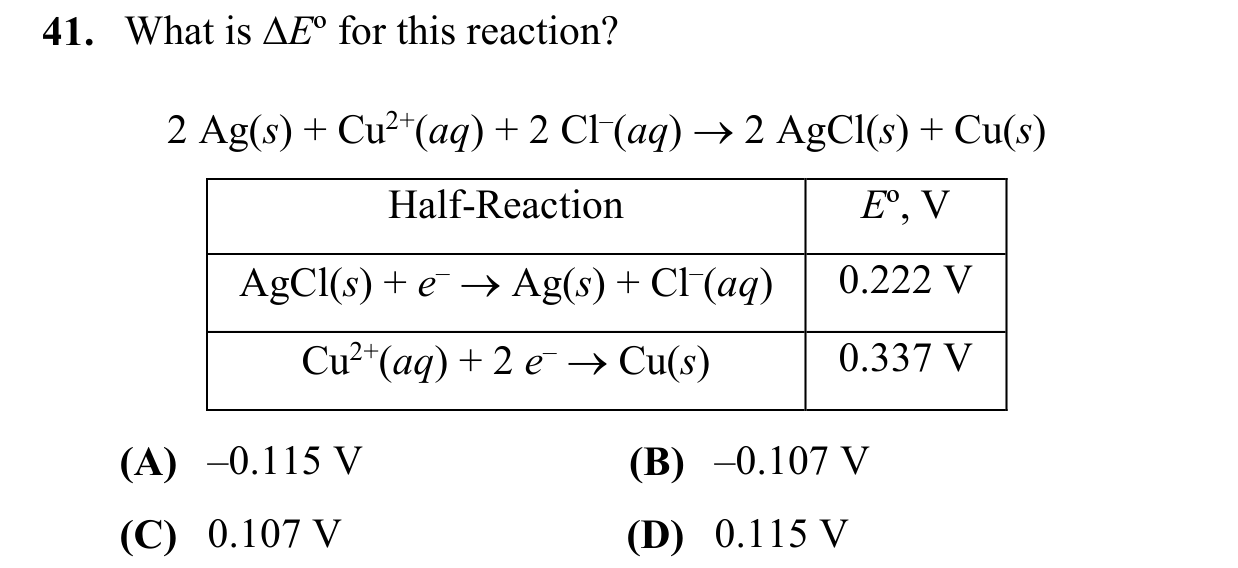 41. What is ΔEº for this reaction?
2 Ag(s) + Cu²⁺(aq) + 2 Cl⁻(aq) → 2 AgCl(s) + Cu(s)
Half-Reaction Eº, V
AgCl(s) + e⁻ → Ag(s) + Cl⁻(aq) 0.222 V
Cu²⁺(aq) + 2 e⁻ → Cu(s) 0.337 V
(A) –0.115 V (B) –0.107 V
(C) 0.107 V (D) 0.115 V